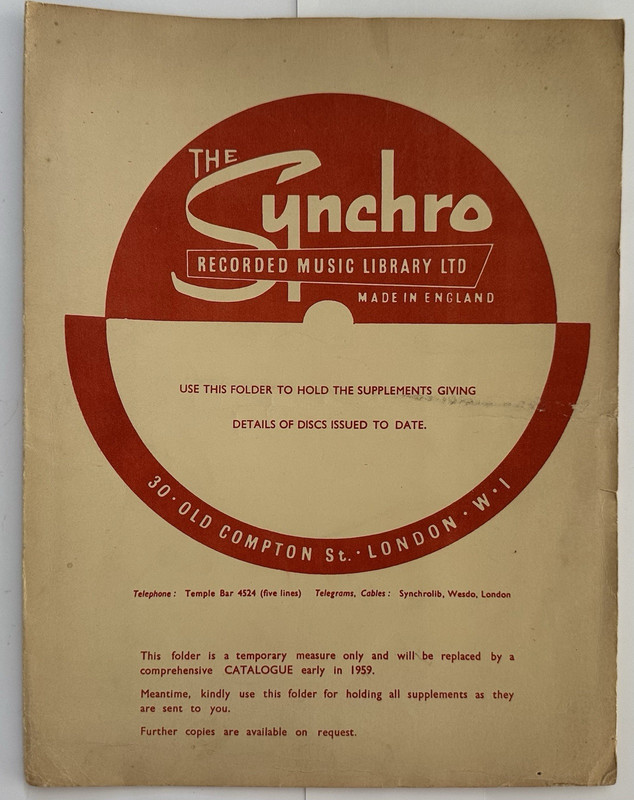 THE
Synchro
RECORDED MUSIC LIBRARY LTD
MADE IN ENGLAND
USE THIS FOLDER TO HOLD THE SUPPLEMENTS GIVING
DETAILS OF DISCS ISSUED TO DATE.
30·OLD COMPTON St.·LONDON·W·I
Telephone: Temple Bar 4524 (five lines) Telegrams, Cables: Synchrolib, Wesdo, London
This folder is a temporary measure only and will be replaced by a
comprehensive CATALOGUE early in 1959.
Meantime, kindly use this folder for holding all supplements as they
are sent to you.
Further copies are available on request.